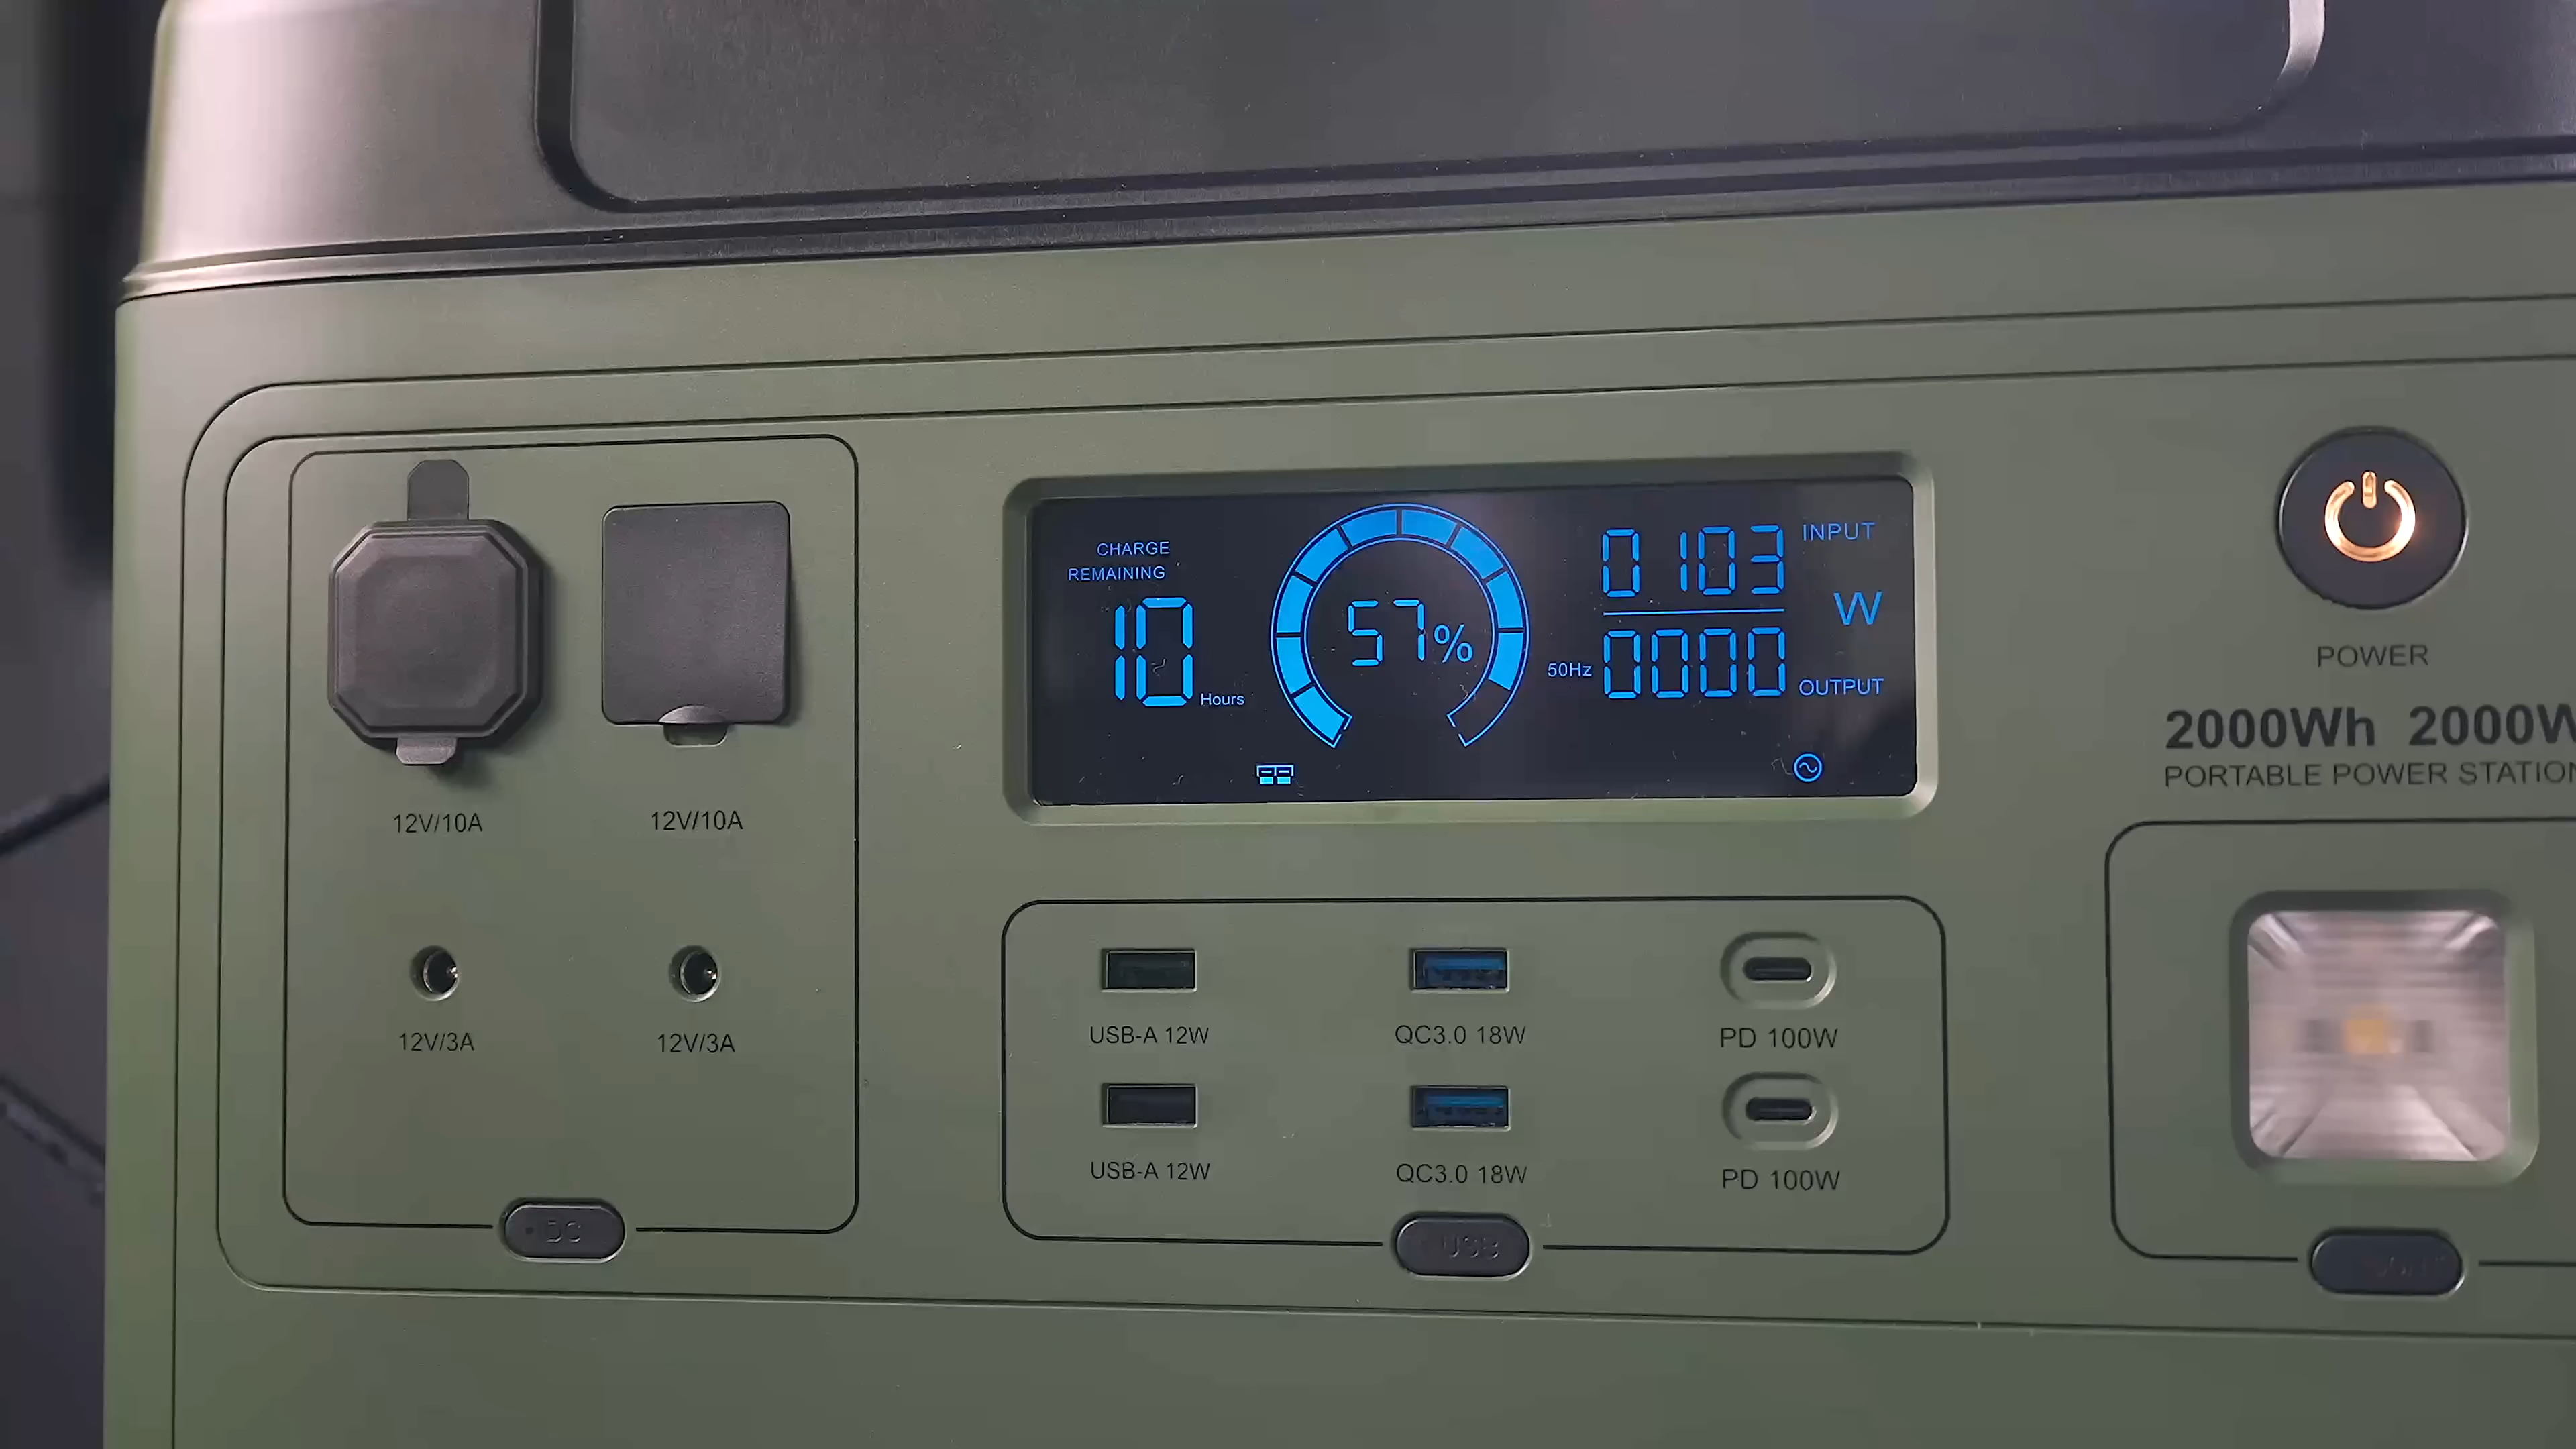 CHARGE
REMAINING
10 Hours
57%
0103 INPUT
W
50Hz 0000 OUTPUT
POWER
2000Wh 2000W
PORTABLE POWER STATION
12V/10A 12V/10A
12V/3A 12V/3A
DC
USB-A 12W QC3.0 18W PD 100W
USB-A 12W QC3.0 18W PD 100W
USB